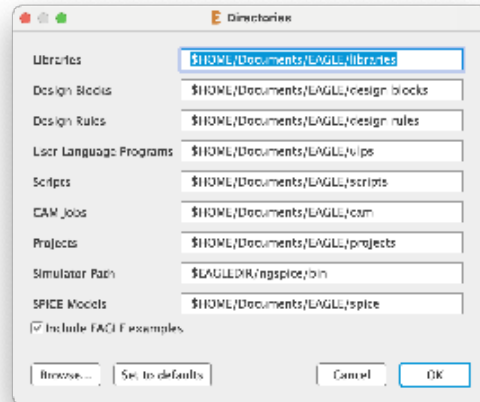 Directories
Libraries $HOME/Documents/EAGLE/libraries
Design Blocks $HOME/Documents/EAGLE/design blocks
Design Rules $HOME/Documents/EAGLE/design rules
User Language Programs $HOME/Documents/EAGLE/ulps
Scripts $HOME/Documents/EAGLE/scripts
CAM Jobs $HOME/Documents/EAGLE/cam
Projects $HOME/Documents/EAGLE/projects
Simulator Path $EAGLEDIR/ngspice/bin
SPICE Models $HOME/Documents/EAGLE/spice
Include EAGLE examples
Browse... Set to defaults Cancel OK